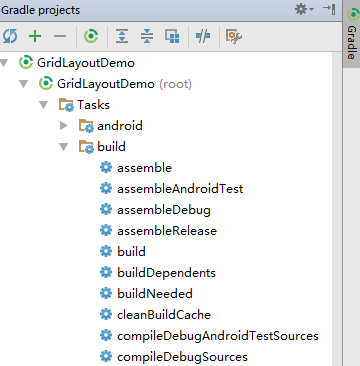 Gradle projects
Gradle
GridLayoutDemo
GridLayoutDemo (root)
Tasks
android
build
assemble
assembleAndroidTest
assembleDebug
assembleRelease
build
buildDependents
buildNeeded
cleanBuildCache
compileDebugAndroidTestSources
compileDebugSources